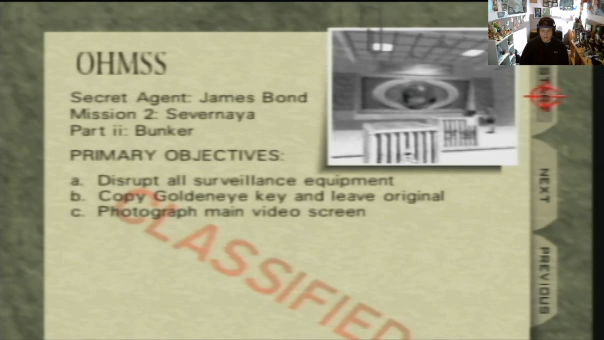 OHMSS
Secret Agent: James Bond
Mission 2: Severnaya
Part ii: Bunker
PRIMARY OBJECTIVES:
a. Disrupt all surveillance equipment
b. Copy Goldeneye key and leave original
c. Photograph main video screen
CLASSIFIED
START
NEXT
PREVIOUS